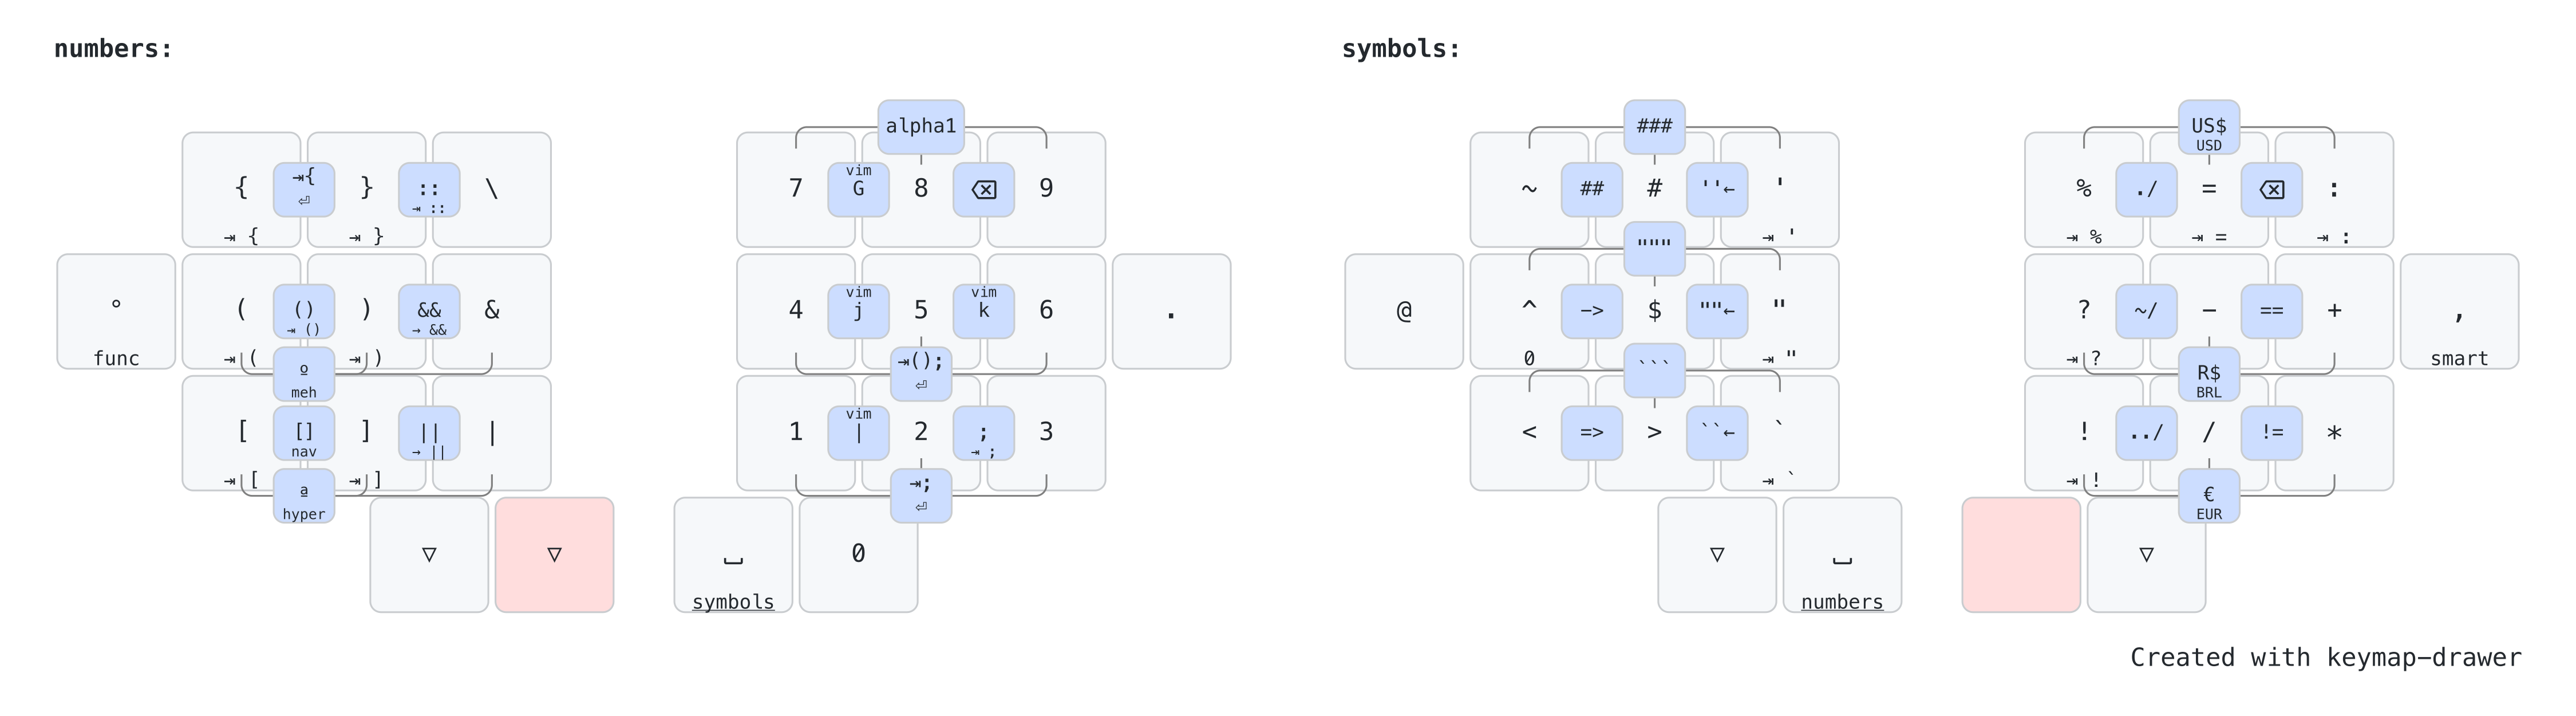 numbers: symbols:
alpha1 ### US$
USD
{ ⇥{ } :: \ 7 vim 8 ⌫ 9 ~ ## # ''← ' % ./ = ⌫ :
⏎ ⇥ :: G
⇥ { ⇥ } """ ⇥ ' ⇥ % ⇥ = ⇥ :
° ( () ) && & 4 vim 5 vim 6 . @ ^ -> $ ""← " ? ~/ - == + ,
⇥ () → && j k
func ⇥ ( ⇥ ) ⇥(); 0 ``` ⇥ " ⇥ ? R$ smart
º ⏎ BRL
meh
[ [] ] || | 1 vim 2 ; 3 < => > ``← ` ! ../ / != *
nav → || | ⇥ ;
⇥ [ ⇥ ] ⇥; ⇥ ` ⇥ ! €
ª ⏎ EUR
hyper
▽ ▽ ⎵ 0 ▽ ⎵ ▽
symbols numbers
Created with keymap-drawer